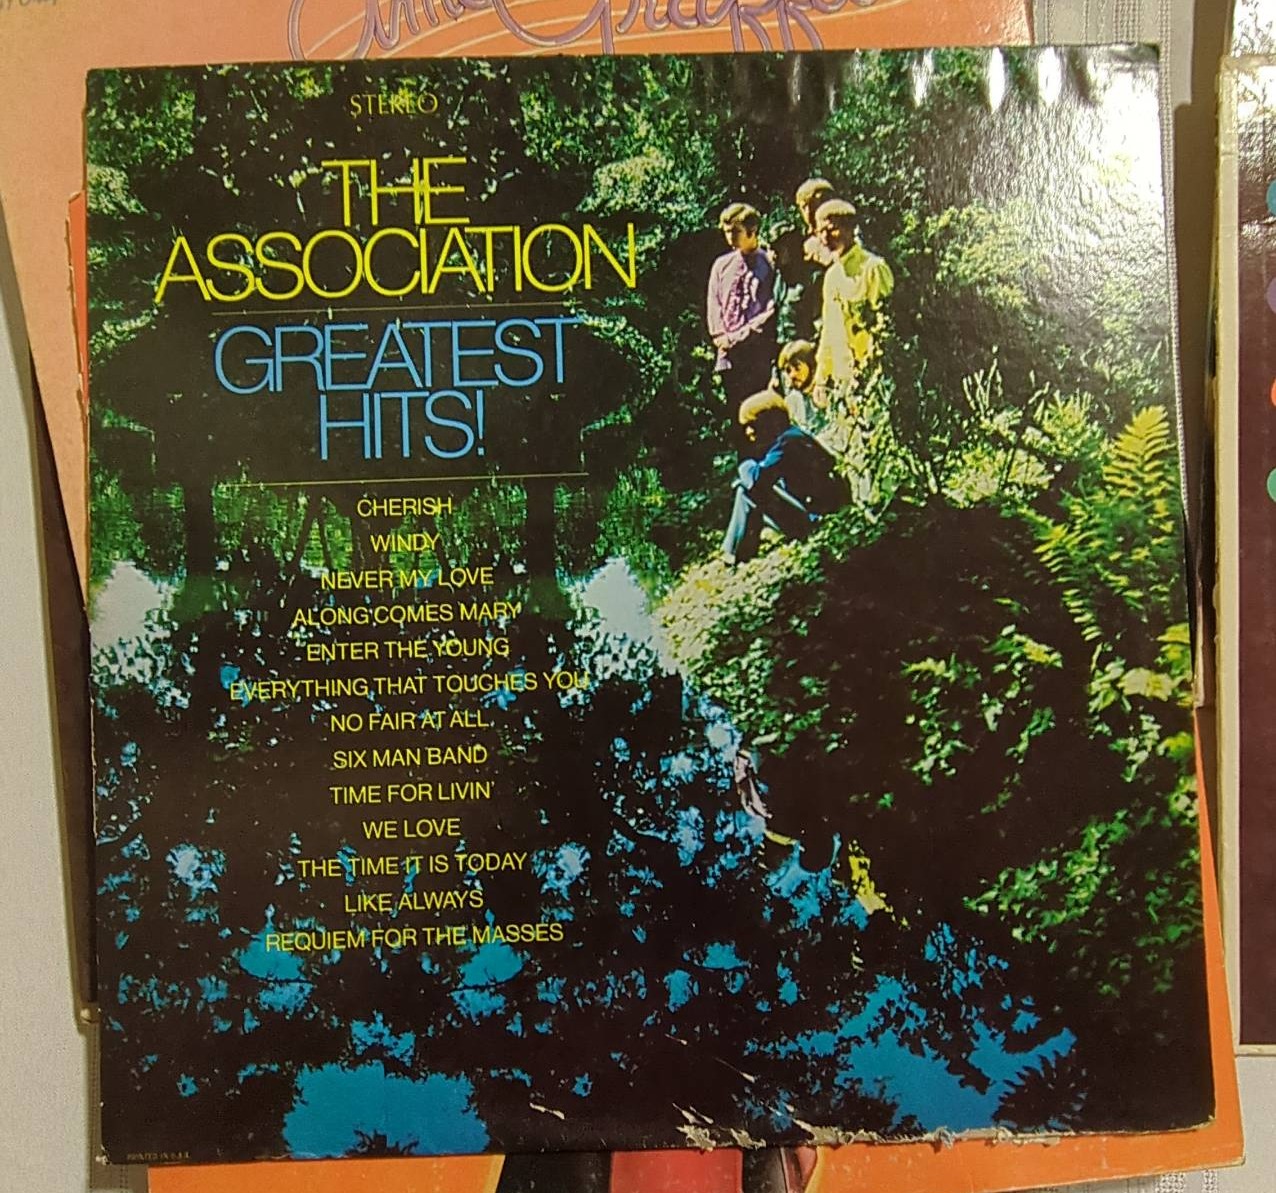 STEREO
THE
ASSOCIATION
GREATEST
HITS!
CHERISH
WINDY
NEVER MY LOVE
ALONG COMES MARY
ENTER THE YOUNG
EVERYTHING THAT TOUCHES YOU
NO FAIR AT ALL
SIX MAN BAND
TIME FOR LIVIN'
WE LOVE
THE TIME IT IS TODAY
LIKE ALWAYS
REQUIEM FOR THE MASSES
PRINTED IN U.S.A.